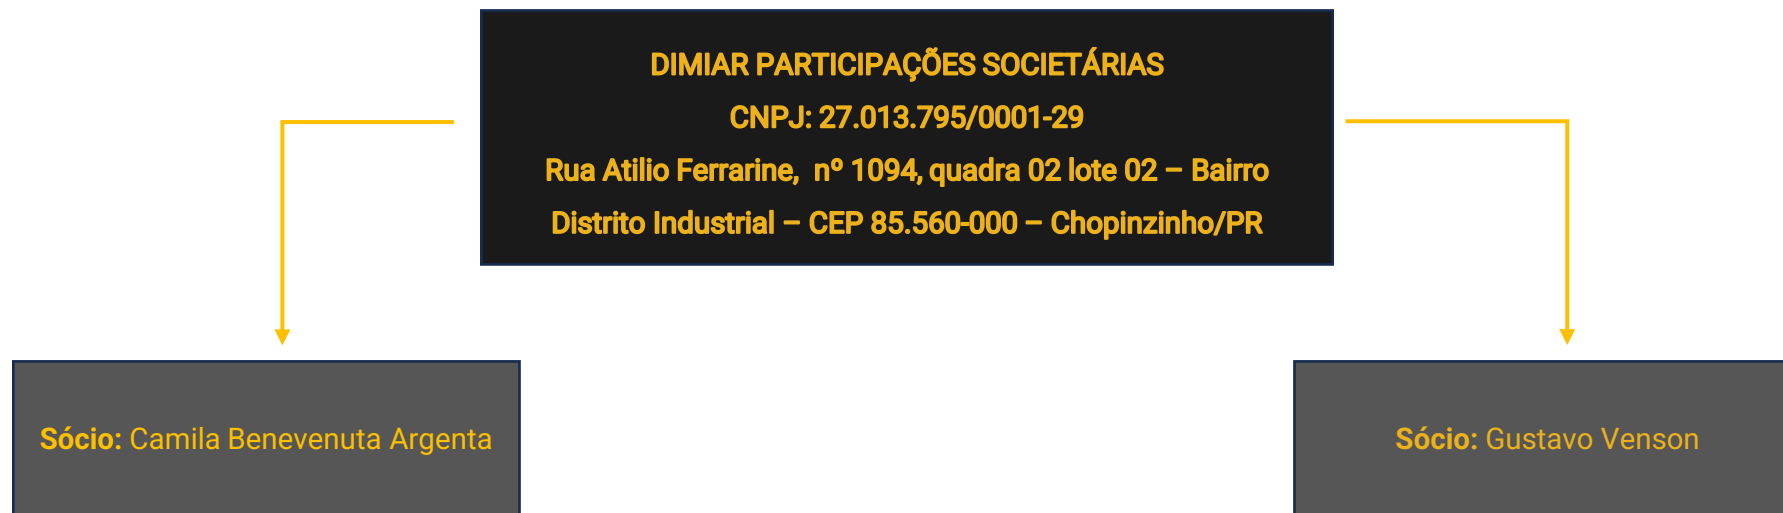 DIMIAR PARTICIPAÇÕES SOCIETÁRIAS
CNPJ: 27.013.795/0001-29
Rua Atilio Ferrarine,  nº 1094, quadra 02 lote 02 – Bairro
Distrito Industrial – CEP 85.560-000 – Chopinzinho/PR
Sócio: Camila Benevenuta Argenta
Sócio: Gustavo Venson